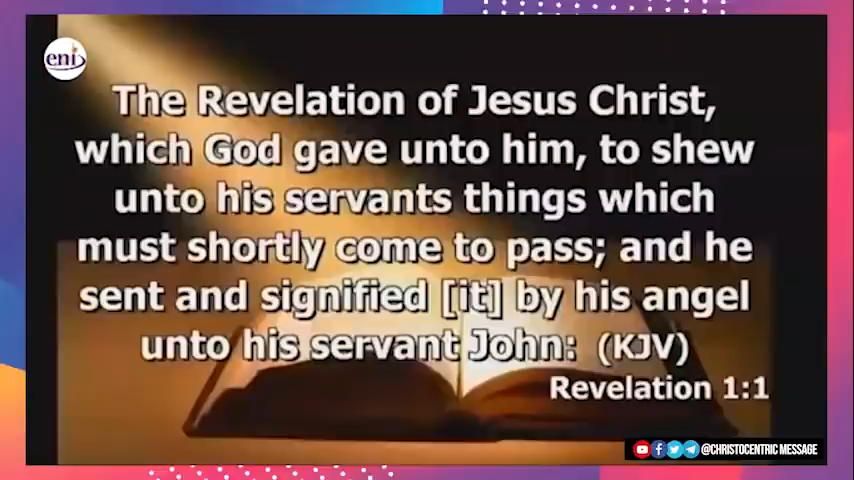 eni
The Revelation of Jesus Christ,
which God gave unto him, to shew
unto his servants things which
must shortly come to pass; and he
sent and signified [it] by his angel
unto his servant John: (KJV)
Revelation 1:1
@CHRISTOCENTRIC MESSAGE